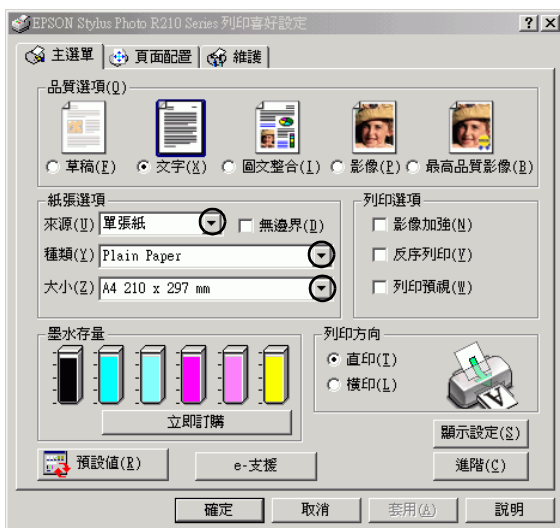 EPSON Stylus Photo R210 Series 列印喜好設定
主選單 頁面配置 維護
品質選項(Q)
草稿(F) 文字(X) 圖文整合(I) 影像(P) 最高品質影像(B)
紙張選項
來源(U) 單張紙 無邊界(D)
種類(Y) Plain Paper
大小(Z) A4 210 x 297 mm
列印選項
影像加強(N)
反序列印(V)
列印預視(W)
墨水存量
立即訂購
列印方向
直印(T)
橫印(L)
顯示設定(S)
預設值(R) e-支援 進階(C)
確定 取消 套用(A) 說明